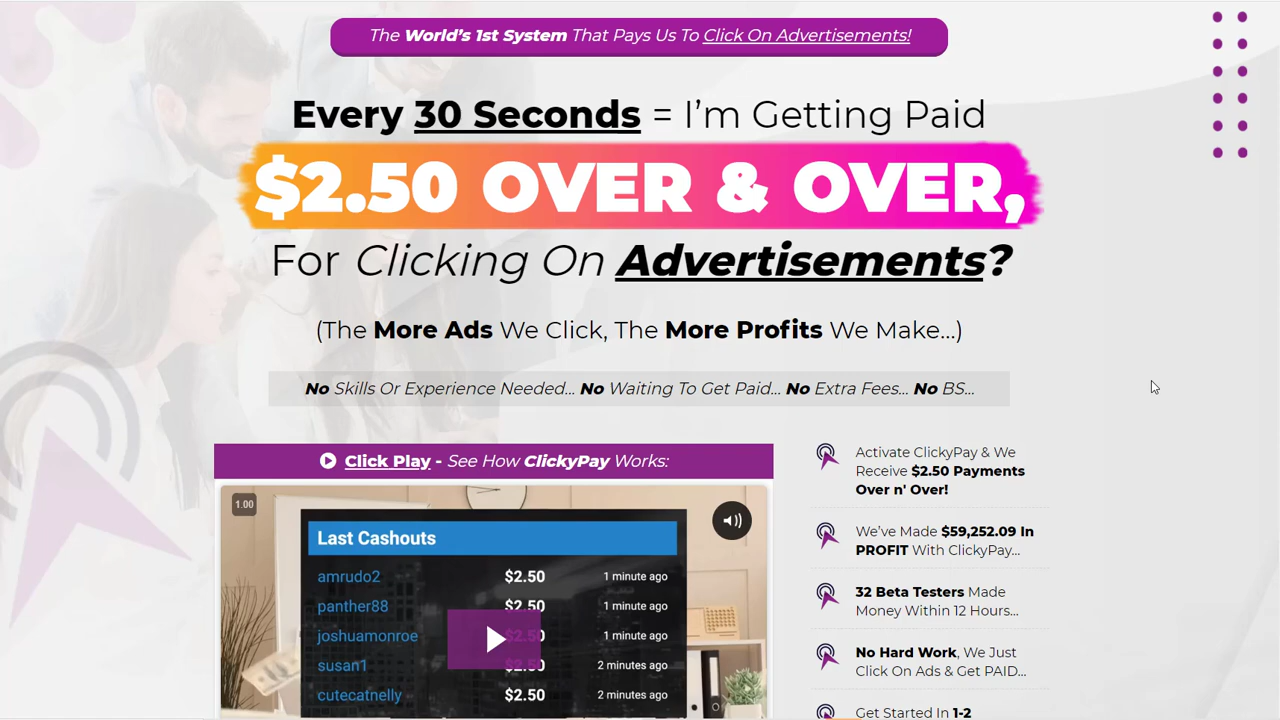 The World's 1st System That Pays Us To Click On Advertisements!
Every 30 Seconds = I'm Getting Paid
$2.50 OVER & OVER,
For Clicking On Advertisements?
(The More Ads We Click, The More Profits We Make...)
No Skills Or Experience Needed... No Waiting To Get Paid... No Extra Fees... No BS...
Click Play - See How ClickyPay Works:
1.00
Last Cashouts
amrudo2 $2.50 1 minute ago
panther88 $2.50 1 minute ago
joshuamonroe $2.50 1 minute ago
susan1 $2.50 2 minutes ago
cutecatnelly $2.50 2 minutes ago
Activate ClickyPay & We
Receive $2.50 Payments
Over n' Over!
We've Made $59,252.09 In
PROFIT With ClickyPay...
32 Beta Testers Made
Money Within 12 Hours...
No Hard Work, We Just
Click On Ads & Get PAID...
Get Started In 1-2